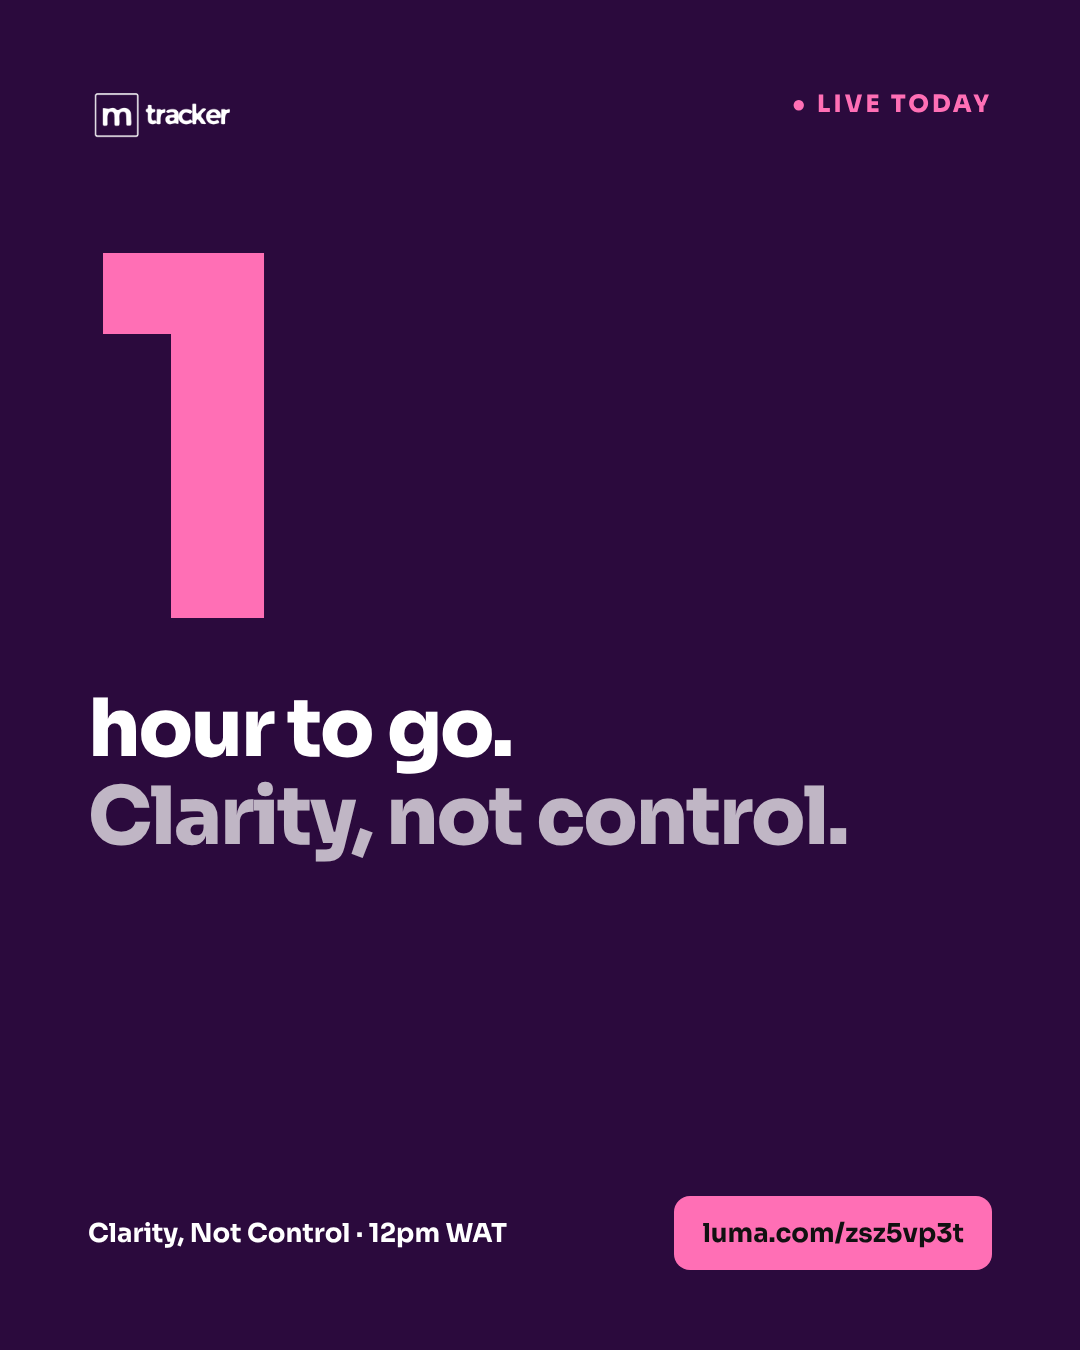 m tracker
• LIVE TODAY
1
hour to go.
Clarity, not control.
Clarity, Not Control · 12pm WAT
luma.com/zsz5vp3t